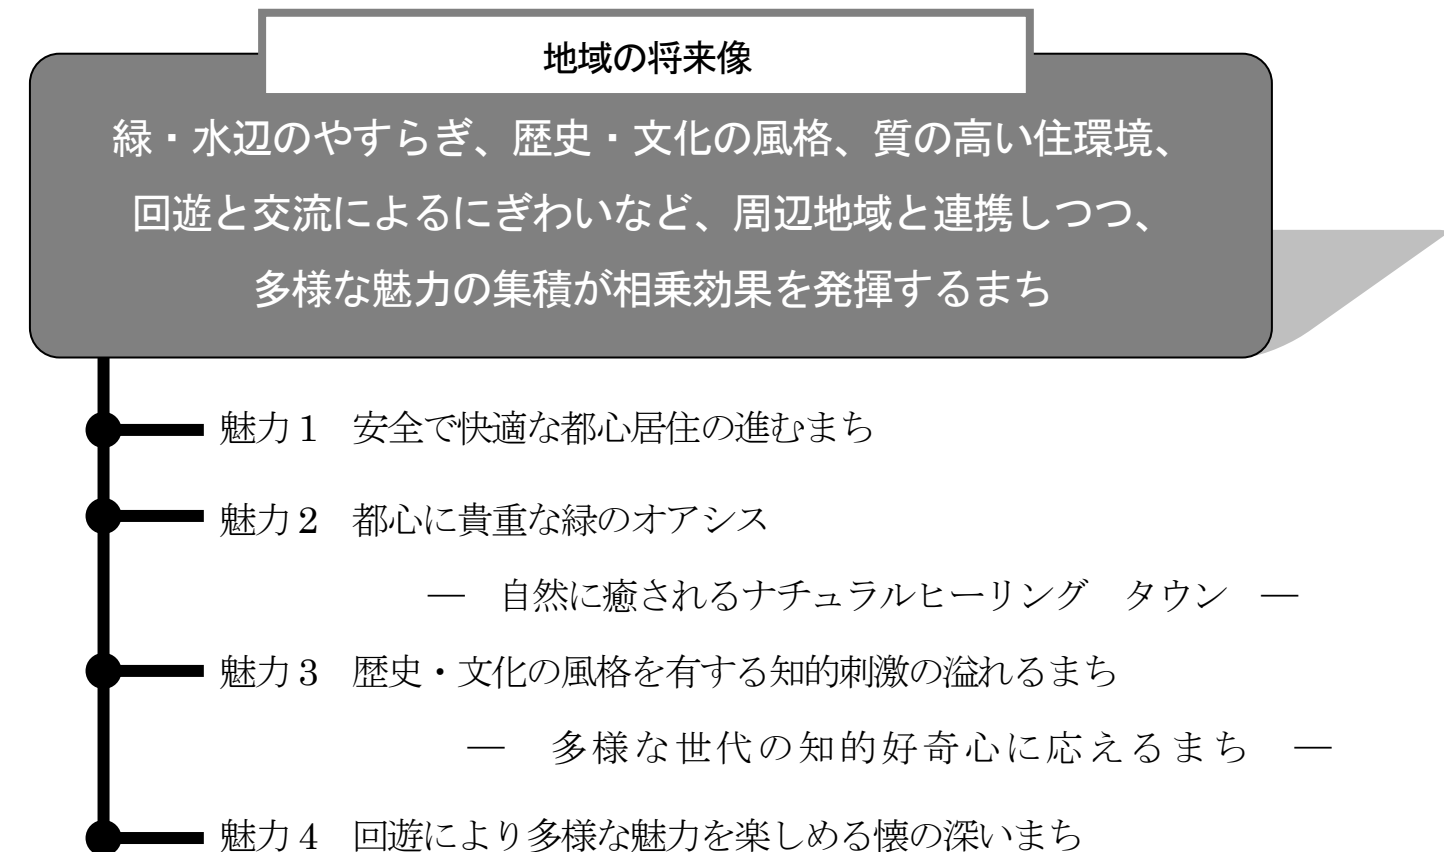 地域の将来像
緑・水辺のやすらぎ、歴史・文化の風格、質の高い住環境、
回遊と交流によるにぎわいなど、周辺地域と連携しつつ、
多様な魅力の集積が相乗効果を発揮するまち
魅力1　安全で快適な都心居住の進むまち
魅力2　都心に貴重な緑のオアシス
―　自然に癒されるナチュラルヒーリング　タウン　―
魅力3　歴史・文化の風格を有する知的刺激の溢れるまち
―　多様な世代の知的好奇心に応えるまち　―
魅力4　回遊により多様な魅力を楽しめる懐の深いまち